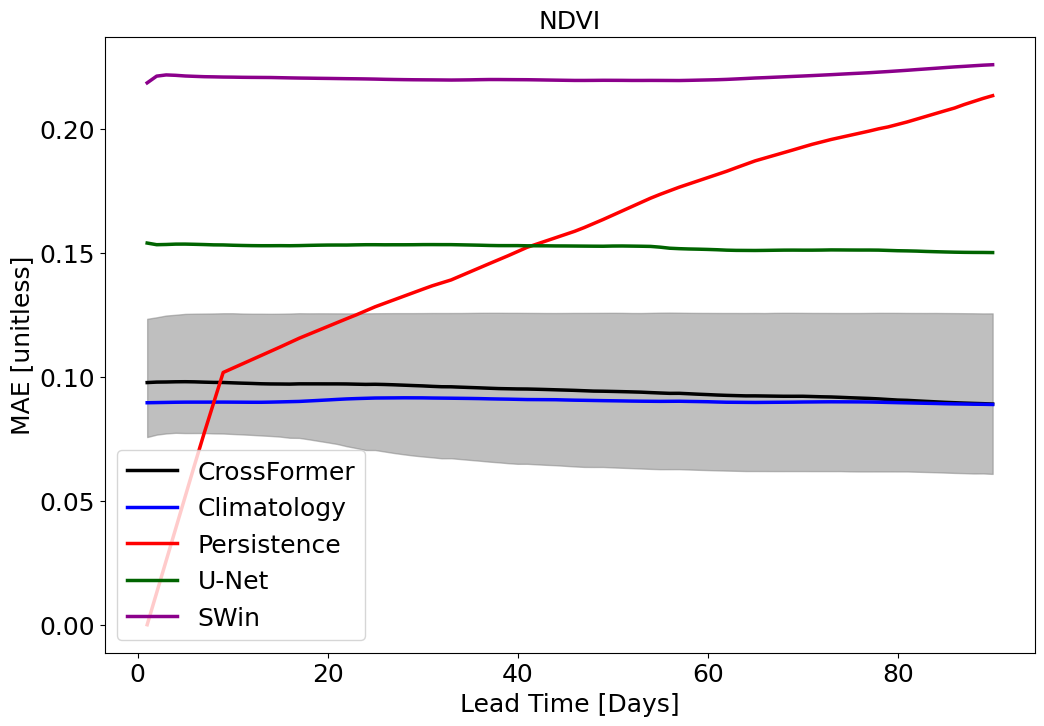 NDVI
MAE [unitless]
0.20
0.15
0.10
0.05
0.00
CrossFormer
Climatology
Persistence
U-Net
SWin
0 20 40 60 80
Lead Time [Days]